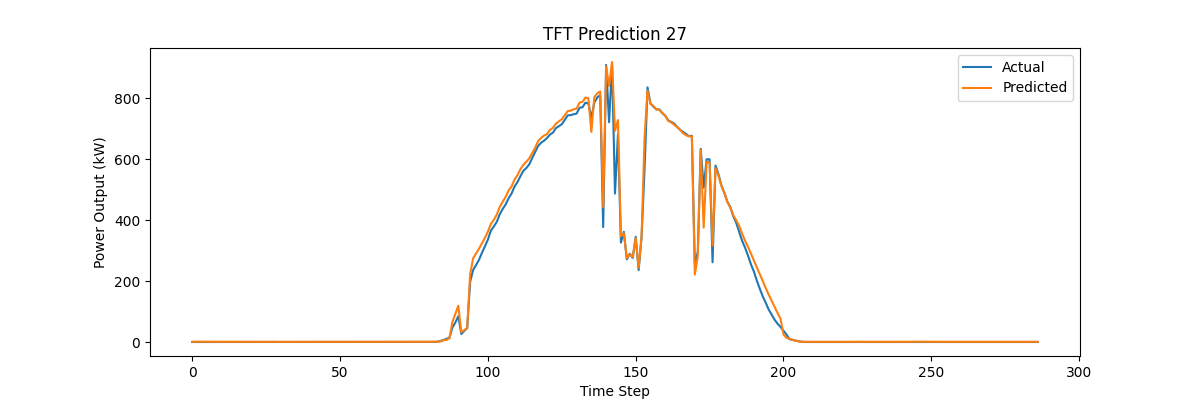 TFT Prediction 27
Actual
Predicted
Power Output (kW)
800
600
400
200
0
0 50 100 150 200 250 300
Time Step